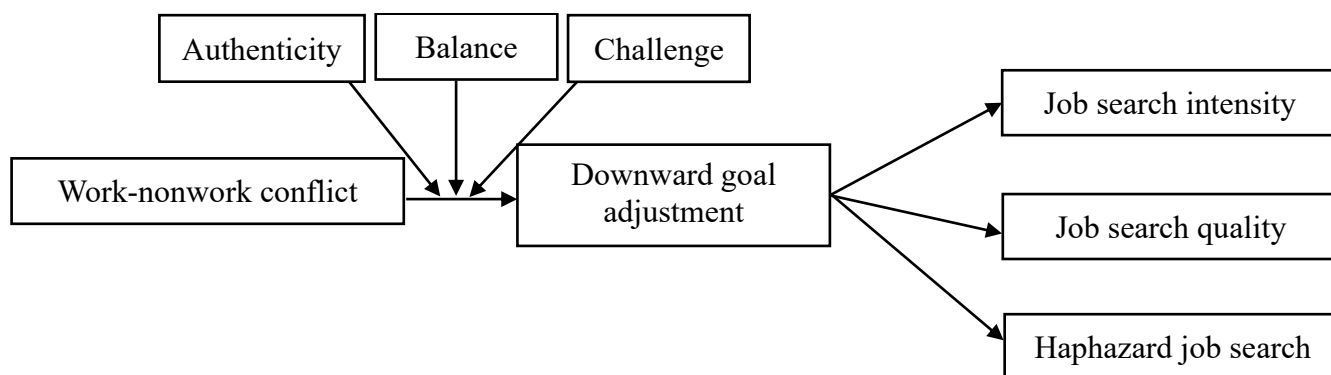 Authenticity
Balance
Challenge
Work-nonwork conflict
Downward goal
adjustment
Job search intensity
Job search quality
Haphazard job search